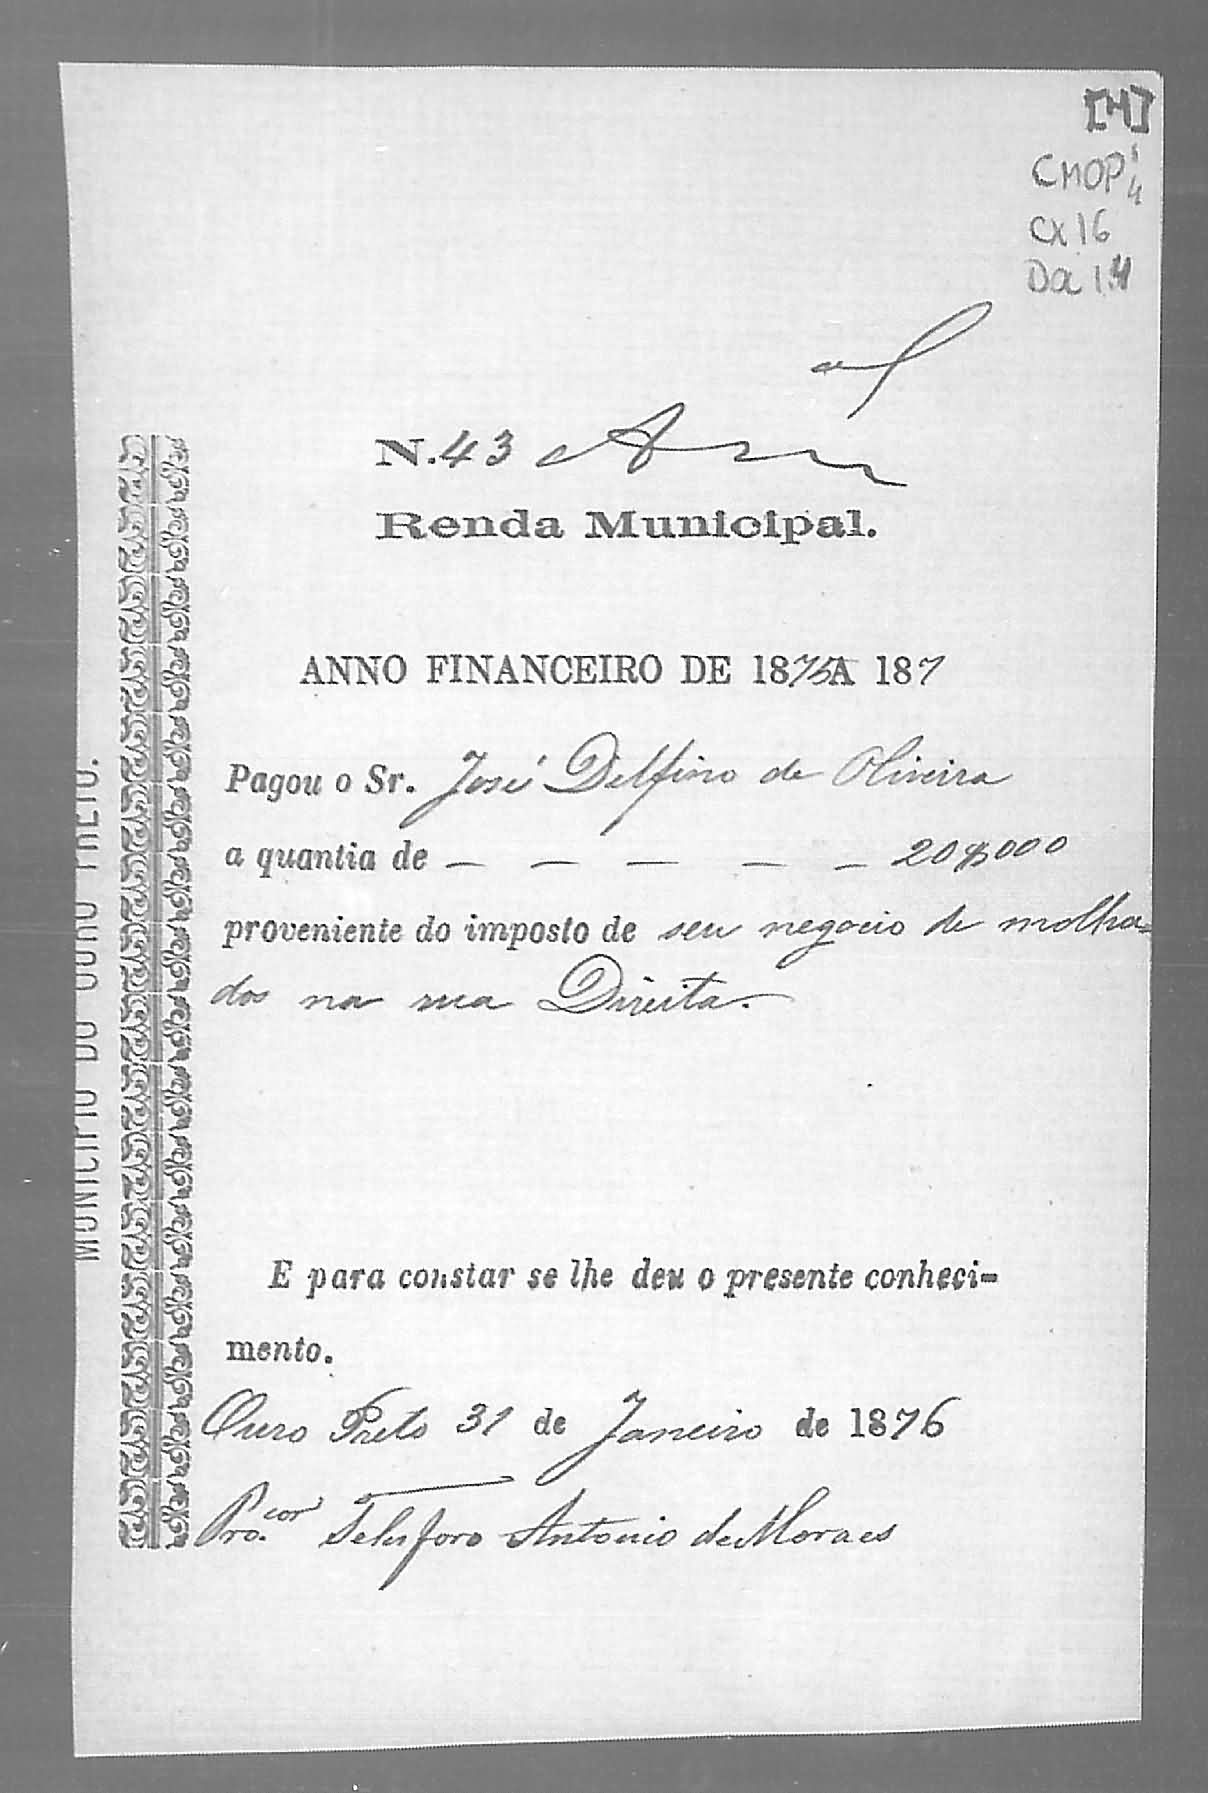 [4]
CMOP
CX 16
N. 43
Renda Municipal.
ANNO FINANCEIRO DE 1875 A 187
Pagou o Sr. José Delfino de Oliveira
a quantia de — — — — — 20$000
proveniente do imposto de seu negocio de molha=
dos na rua Direita.
E para constar se lhe deu o presente conheci-
mento.
Ouro Preto 31 de Janeiro de 1876
Pro.cor Telesforo Antonio de Moraes
MUNICIPIO DO OURO PRETO.